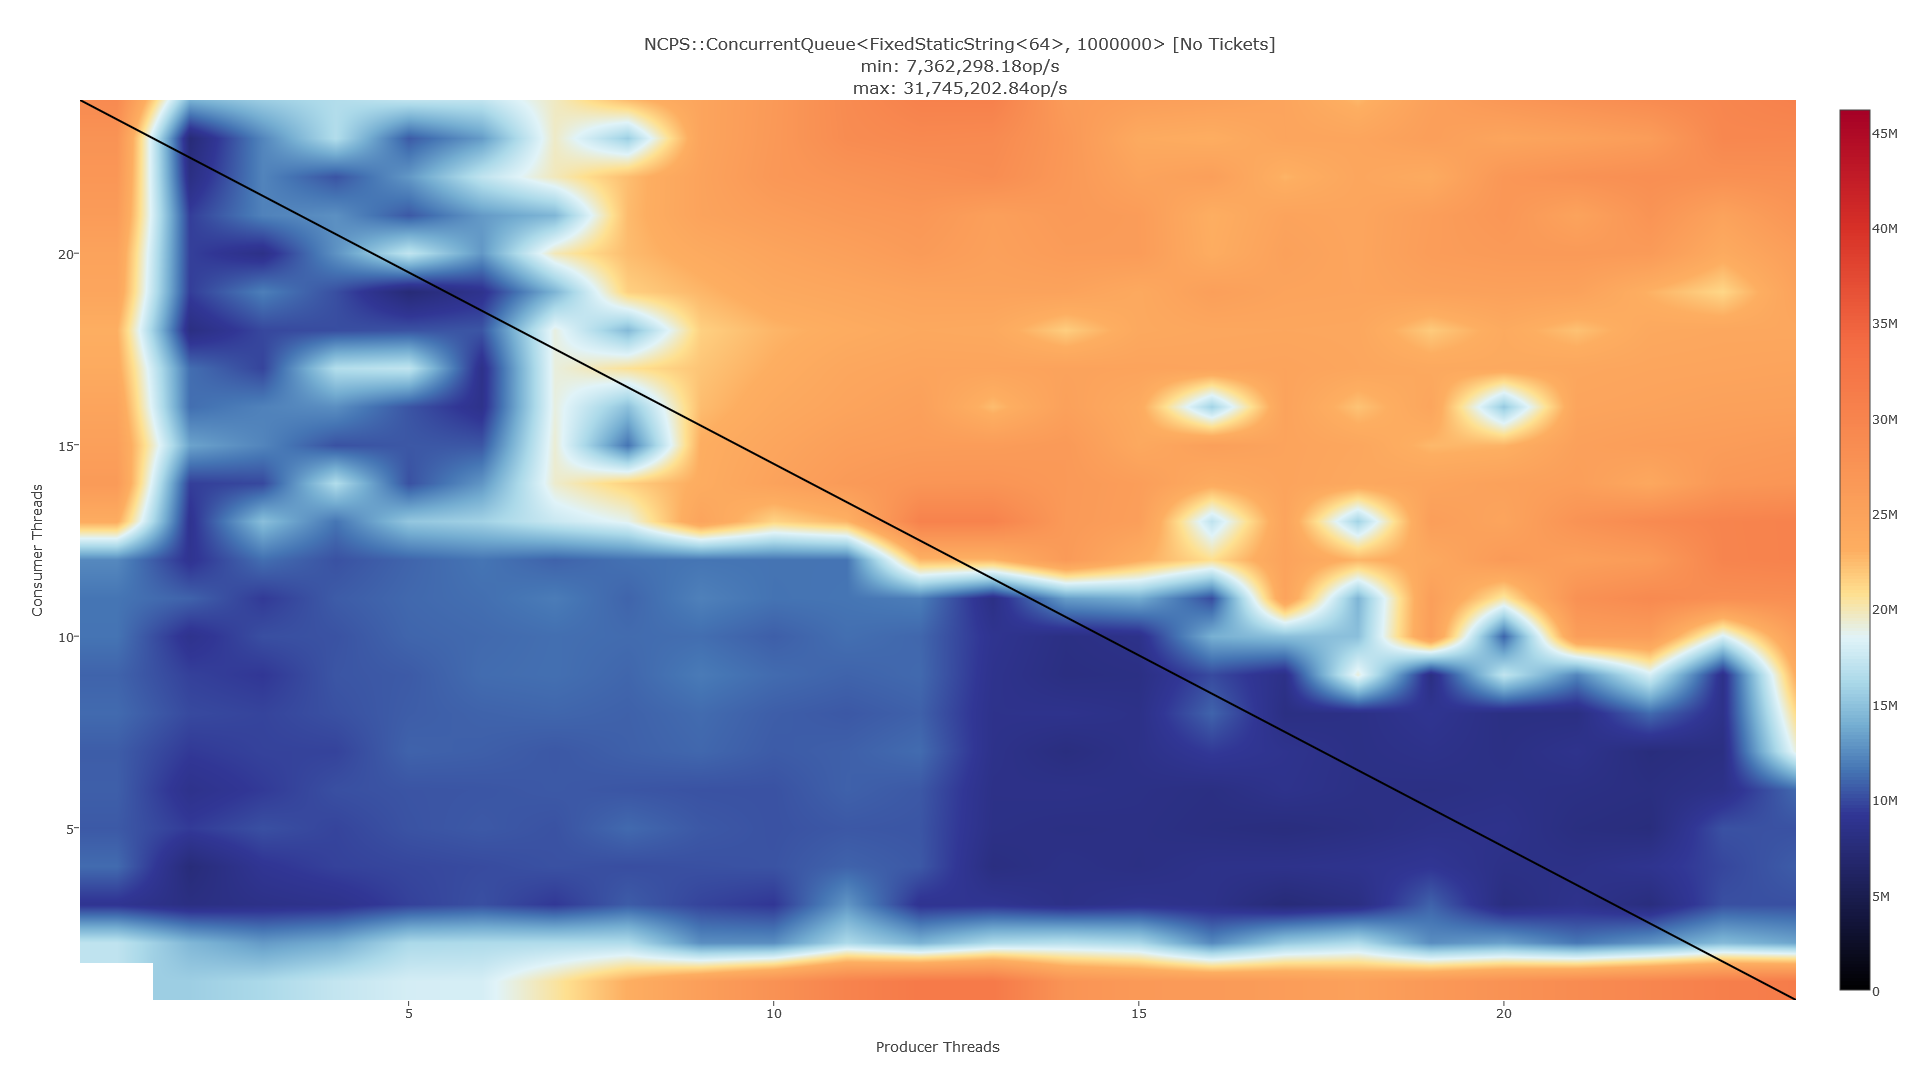 NCPS::ConcurrentQueue<FixedStaticString<64>, 1000000> [No Tickets]
min: 7,362,298.18op/s
max: 31,745,202.84op/s
45M
40M
35M
30M
25M
20M
15M
10M
5M
0
20
15
10
5
Consumer Threads
5
10
15
20
Producer Threads